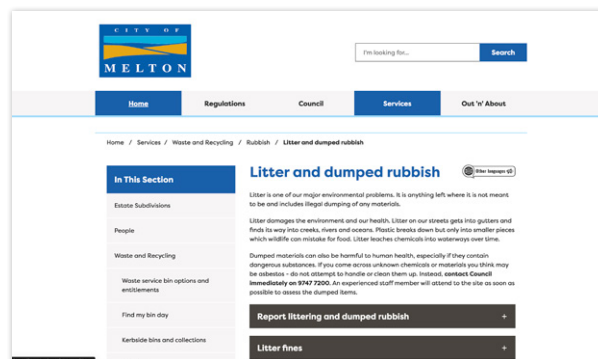 CITY OF
MELTON
I'm looking for...
Search
Home
Regulations
Council
Services
Out 'n' About
Home / Services / Waste and Recycling / Rubbish / Litter and dumped rubbish
In This Section
Estate Subdivisions
People
Waste and Recycling
Waste service bin options and
entitlements
Find my bin day
Kerbside bins and collections
Litter and dumped rubbish
Other languages
Litter is one of our major environmental problems. It is anything left where it is not meant
to be and includes illegal dumping of any materials.
Litter damages the environment and our health. Litter on our streets gets into gutters and
finds its way into creeks, rivers and oceans. Plastic breaks down but only into smaller pieces
which wildlife can mistake for food. Litter leaches chemicals into waterways over time.
Dumped materials can also be harmful to human health, especially if they contain
dangerous substances. If you come across unknown chemicals or materials you think may
be asbestos - do not attempt to handle or clean them up. Instead, contact Council
immediately on 9747 7200. An experienced staff member will attend to the site as soon as
possible to assess the dumped items.
Report littering and dumped rubbish +
Litter fines +